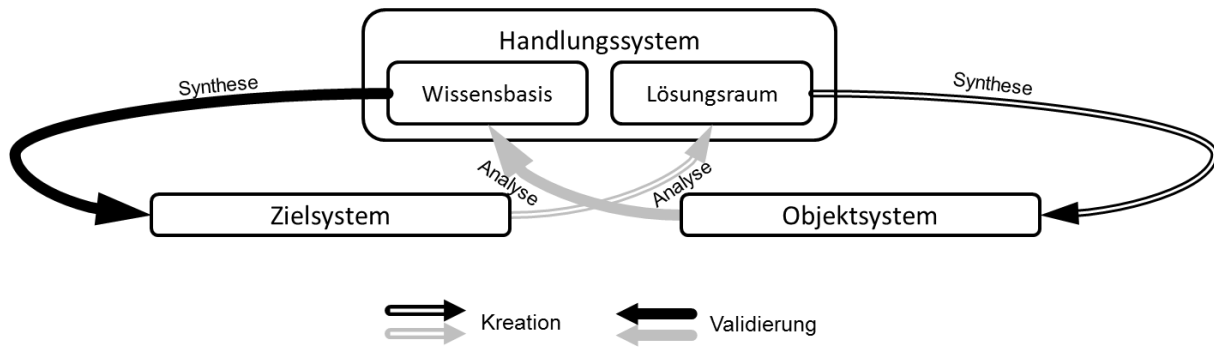 Handlungssystem
Synthese
Wissensbasis
Lösungsraum
Synthese
Analyse
Analyse
Zielsystem
Objektsystem
Kreation
Validierung